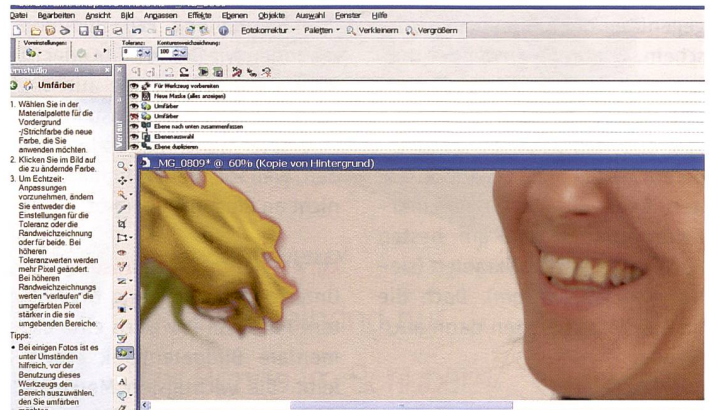 Datei Bearbeiten Ansicht Bild Anpassen Effekte Ebenen Objekte Auswahl Fenster Hilfe
Fotokorrektur Paletten Verkleinern Vergrößern
Voreinstellungen: Toleranz: Konturenweichzeichnung:
8 100
ernstudio
Umfärber
1. Wählen Sie in der
Materialpalette für die
Vordergrund
-/Strichfarbe die neue
Farbe, die Sie
anwenden möchten.
2. Klicken Sie im Bild auf
die zu ändernde Farbe.
3. Um Echtzeit-
Anpassungen
vorzunehmen, ändern
Sie entweder die
Einstellungen für die
Toleranz oder die
Randweichzeichnung
oder für beide. Bei
höheren
Toleranzwerten werden
mehr Pixel geändert.
Bei höheren
Randweichzeichnungs
werten "verlaufen" die
umgefärbten Pixel
stärker in die sie
umgebenden Bereiche.
Tipps:
• Bei einigen Fotos ist es
unter Umständen
hilfreich, vor der
Benutzung dieses
Werkzeugs den
Bereich auszuwählen,
den Sie umfärben
Verlauf
Für Werkzeug vorbereiten
Neue Maske (alles anzeigen)
Umfärber
Umfärber
Ebene nach unten zusammenfassen
Ebenenauswahl
Ebene duplizieren
_MG_0809* @ 60% (Kopie von Hintergrund)